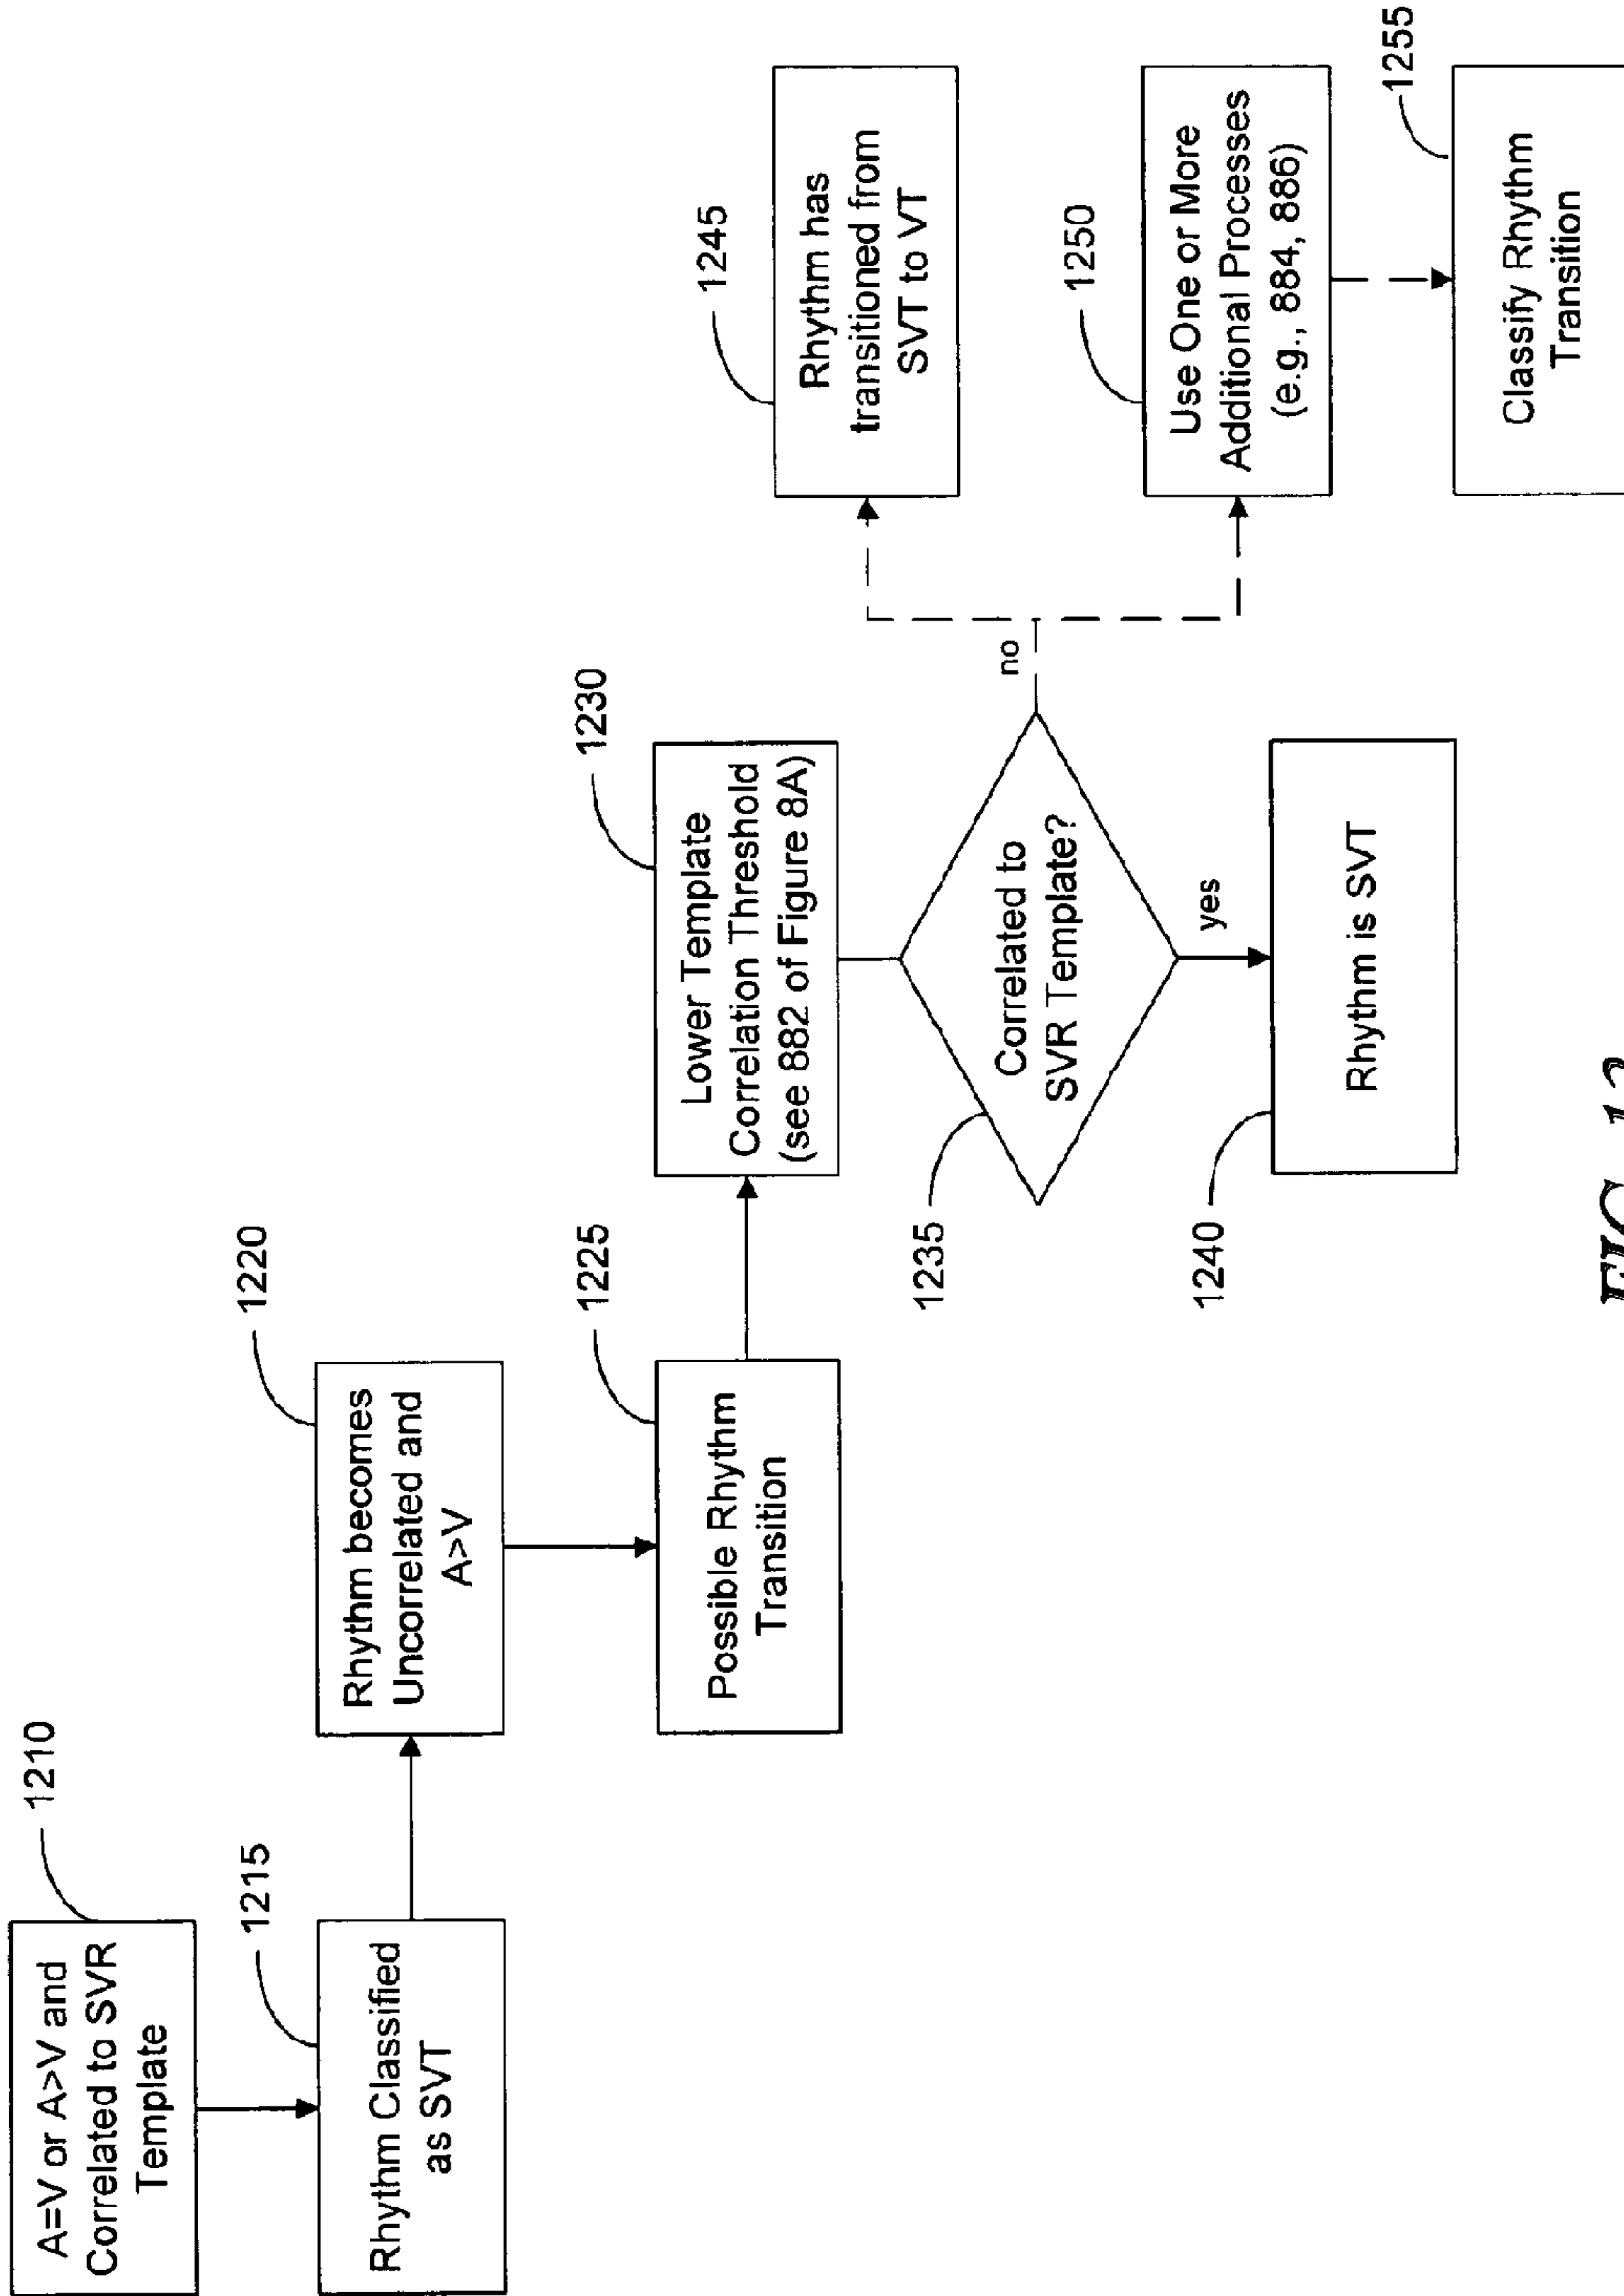 1210
A=V or A>V and
Correlated to SVR
Template
1215
Rhythm Classified
as SVT
1220
Rhythm becomes
Uncorrelated and
A>V
1225
Possible Rhythm
Transition
1230
Lower Template
Correlation Threshold
(see 882 of Figure 8A)
1235
Correlated to
SVR Template?
no
yes
1240
Rhythm is SVT
1245
Rhythm has
transitioned from
SVT to VT
1250
Use One or More
Additional Processes
(e.g., 884, 886)
1255
Classify Rhythm
Transition
FIG. 12